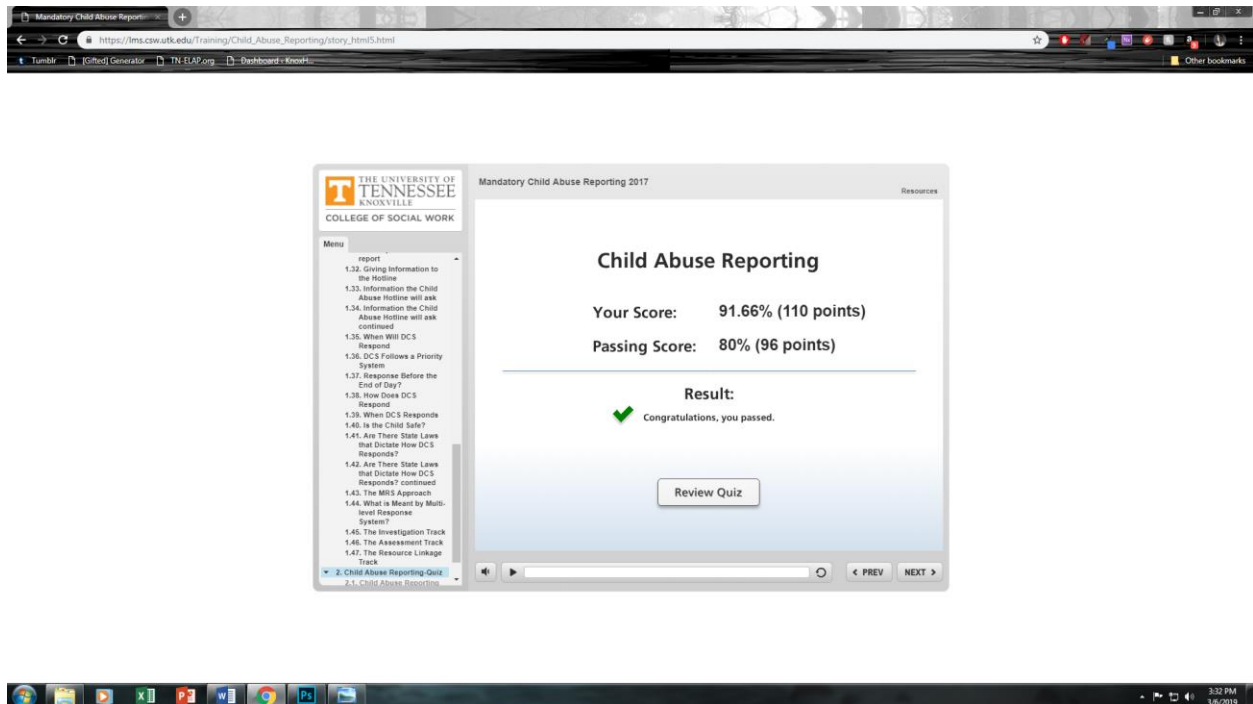 Mandatory Child Abuse Reporti
https://lms.csw.utk.edu/Training/Child_Abuse_Reporting/story_html5.html
Tumblr [Gifted] Generator TN-ELAP.org Dashboard - KnoxH...
Other bookmarks
THE UNIVERSITY OF
TENNESSEE
KNOXVILLE
COLLEGE OF SOCIAL WORK
Mandatory Child Abuse Reporting 2017
Resources
Menu
report
1.32. Giving Information to
the Hotline
1.33. Information the Child
Abuse Hotline will ask
1.34. Information the Child
Abuse Hotline will ask
continued
1.35. When Will DCS
Respond
1.36. DCS Follows a Priority
System
1.37. Response Before the
End of Day?
1.38. How Does DCS
Respond
1.39. When DCS Responds
1.40. Is the Child Safe?
1.41. Are There State Laws
that Dictate How DCS
Responds?
1.42. Are There State Laws
that Dictate How DCS
Responds? continued
1.43. The MRS Approach
1.44. What is Meant by Multi-
level Response
System?
1.45. The Investigation Track
1.46. The Assessment Track
1.47. The Resource Linkage
Track
2. Child Abuse Reporting-Quiz
2.1. Child Abuse Reporting
Child Abuse Reporting
Your Score: 91.66% (110 points)
Passing Score: 80% (96 points)
Result:
Congratulations, you passed.
Review Quiz
< PREV NEXT >
3:32 PM
3/6/2019